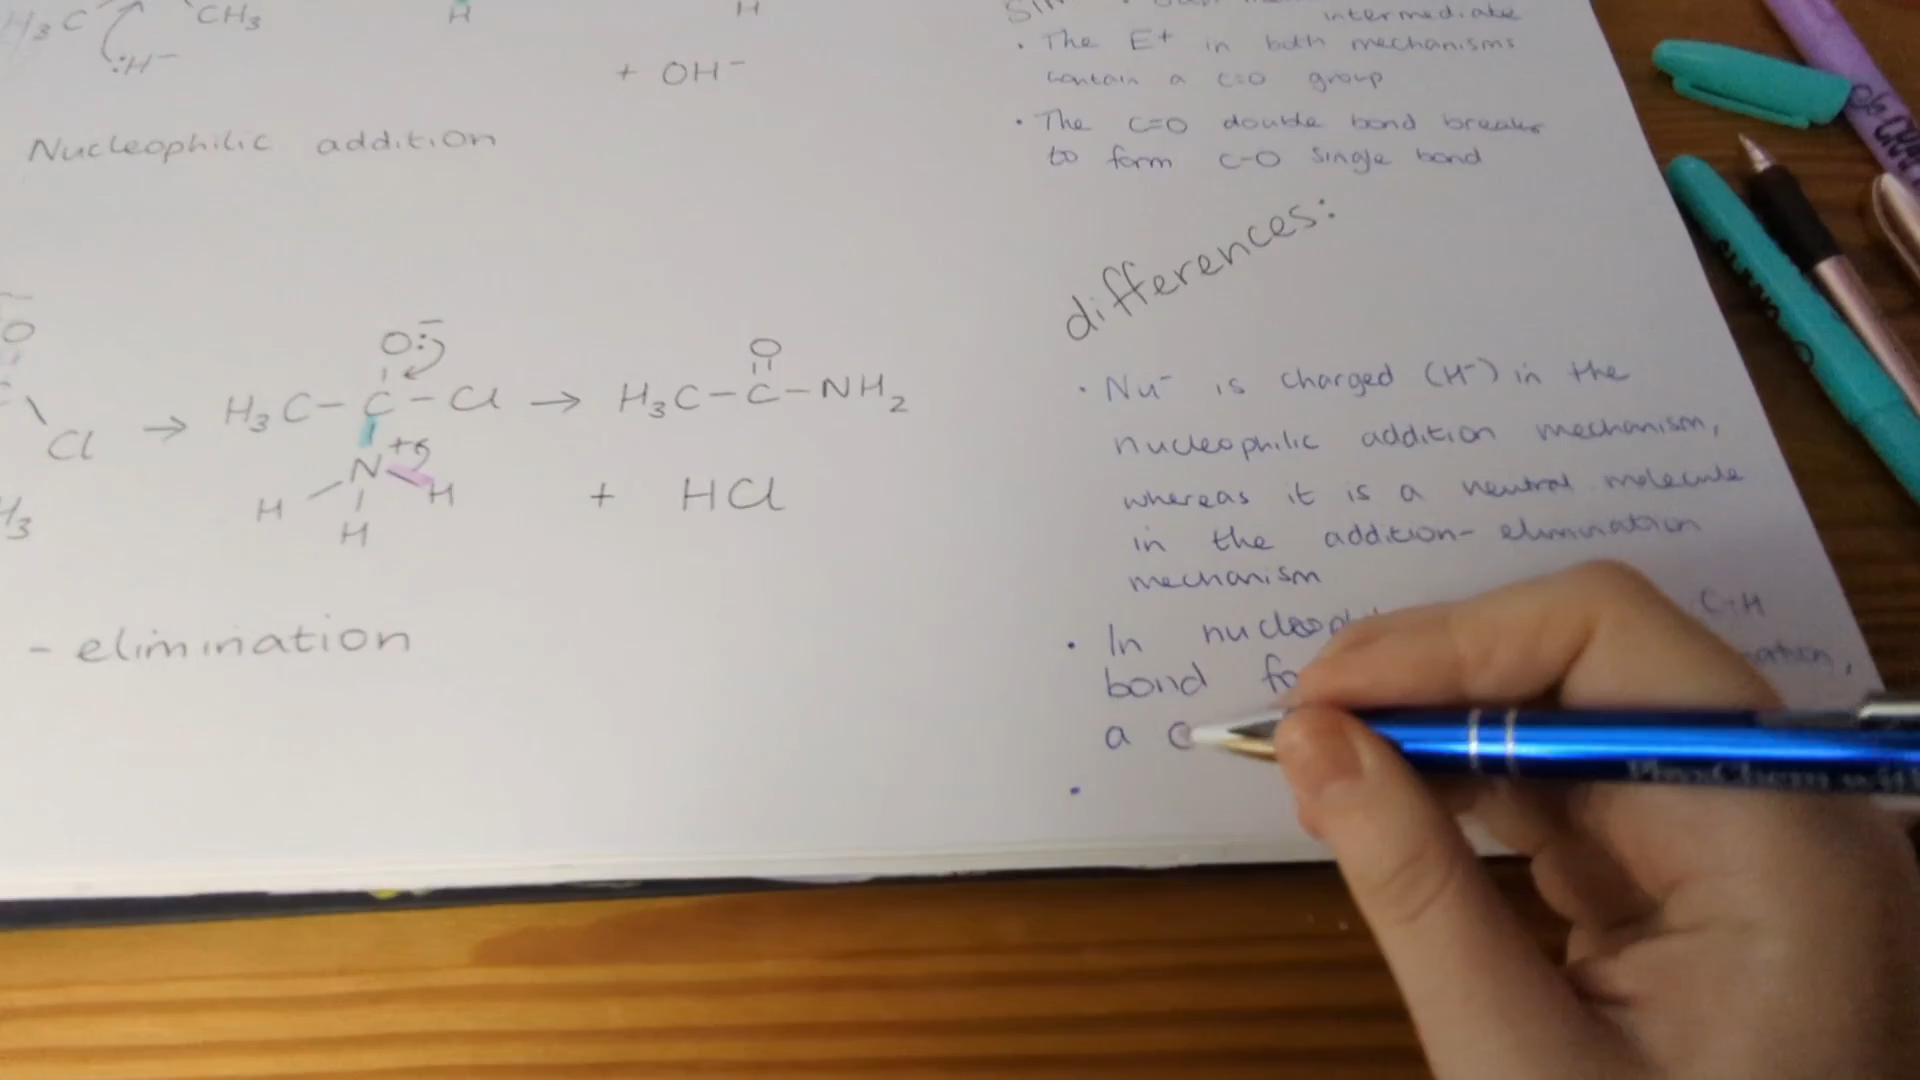 H₃C CH₃ H H
:H⁻
+ OH⁻
Nucleophilic addition
O
Cl
H₃
→ H₃C - C - Cl → H₃C - C - NH₂
O:⁻
O
N⁺
H H
H
+ HCl
- elimination
intermediate
• The E+ in both mechanisms
contain a C=O group
• The C=O double bond breaks
to form C-O single bond
differences:
• Nu⁻ is charged (H⁻) in the
nucleophilic addition mechanism,
whereas it is a neutral molecule
in the addition- elimination
mechanism
• In C-H
bond
a C
•